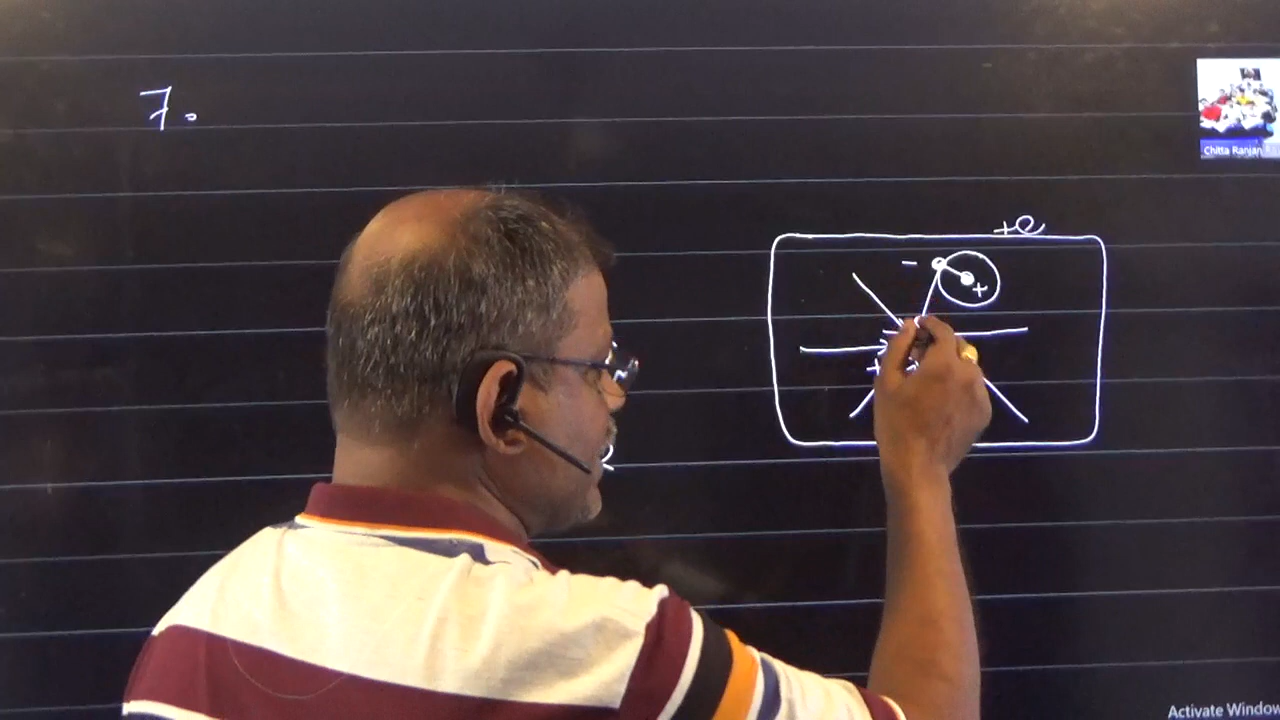 7.
Chitta Ranjan
+e
-
+
+
Activate Window